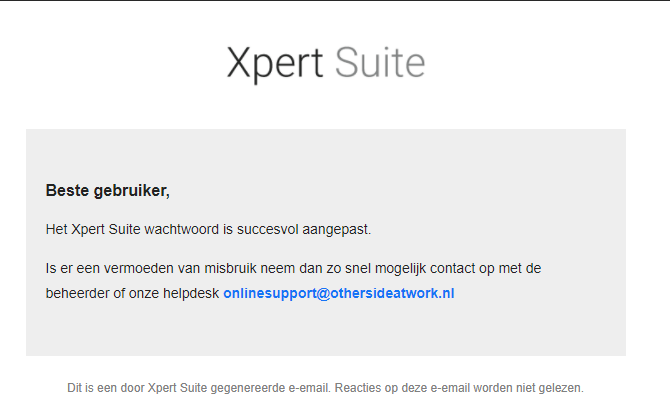 Xpert Suite
Beste gebruiker,
Het Xpert Suite wachtwoord is succesvol aangepast.
Is er een vermoeden van misbruik neem dan zo snel mogelijk contact op met de
beheerder of onze helpdesk onlinesupport@othersideatwork.nl
Dit is een door Xpert Suite gegenereerde e-email. Reacties op deze e-email worden niet gelezen.